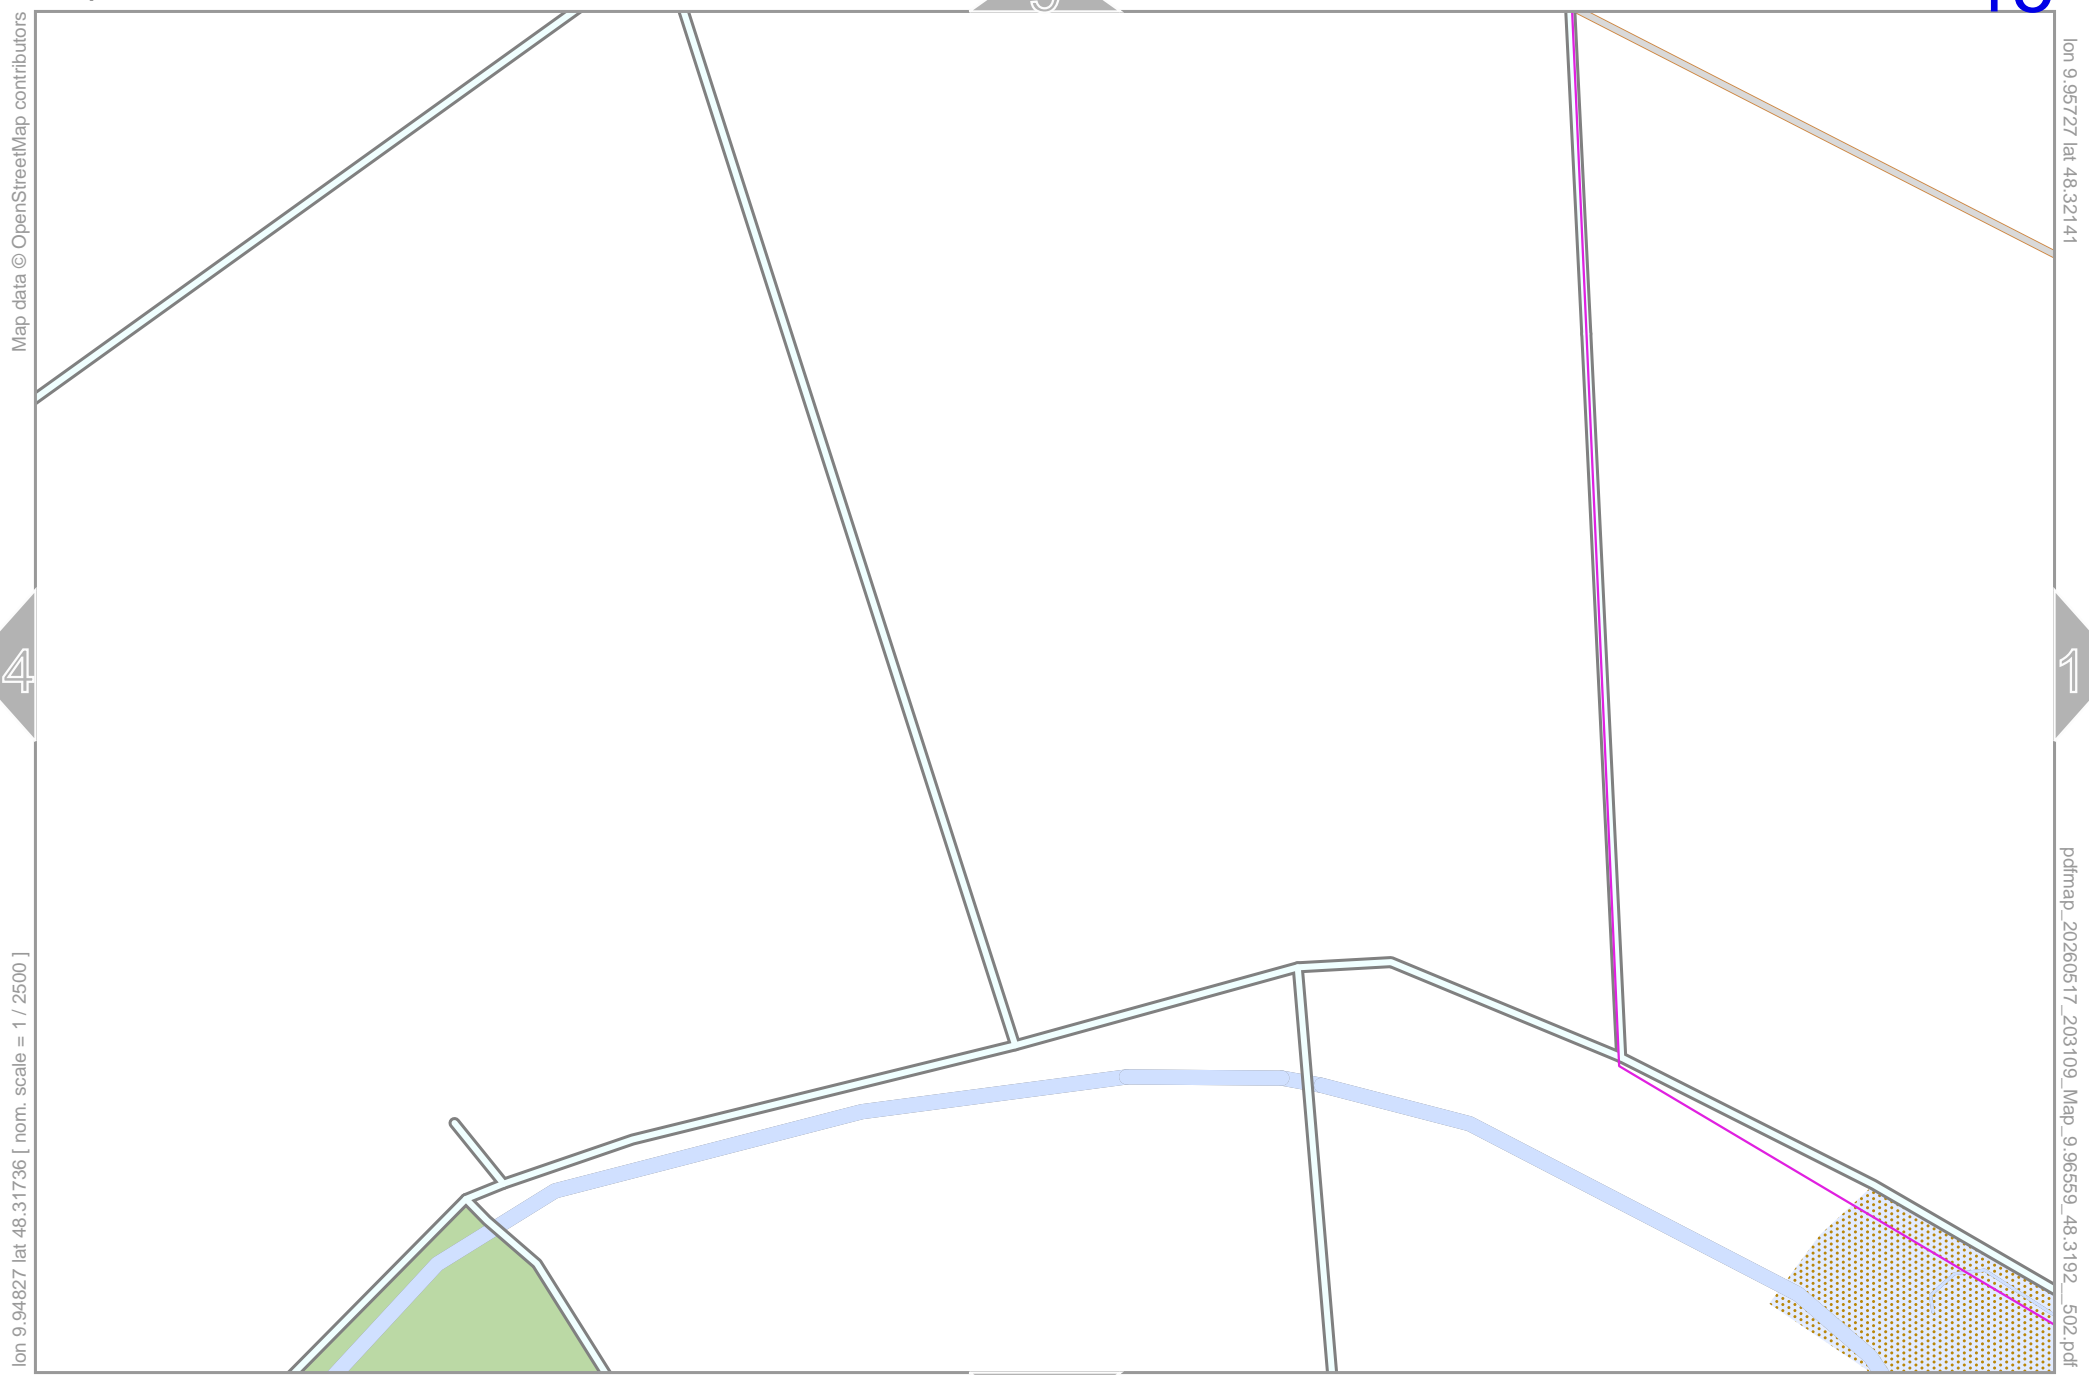 Map data © OpenStreetMap contributors
lon 9.95727 lat 48.32141
4
1
lon 9.94827 lat 48.31736 [ nom. scale = 1 / 2500 ]
pdfmap_20260517_203109_Map_9.96559_48.3192__502.pdf